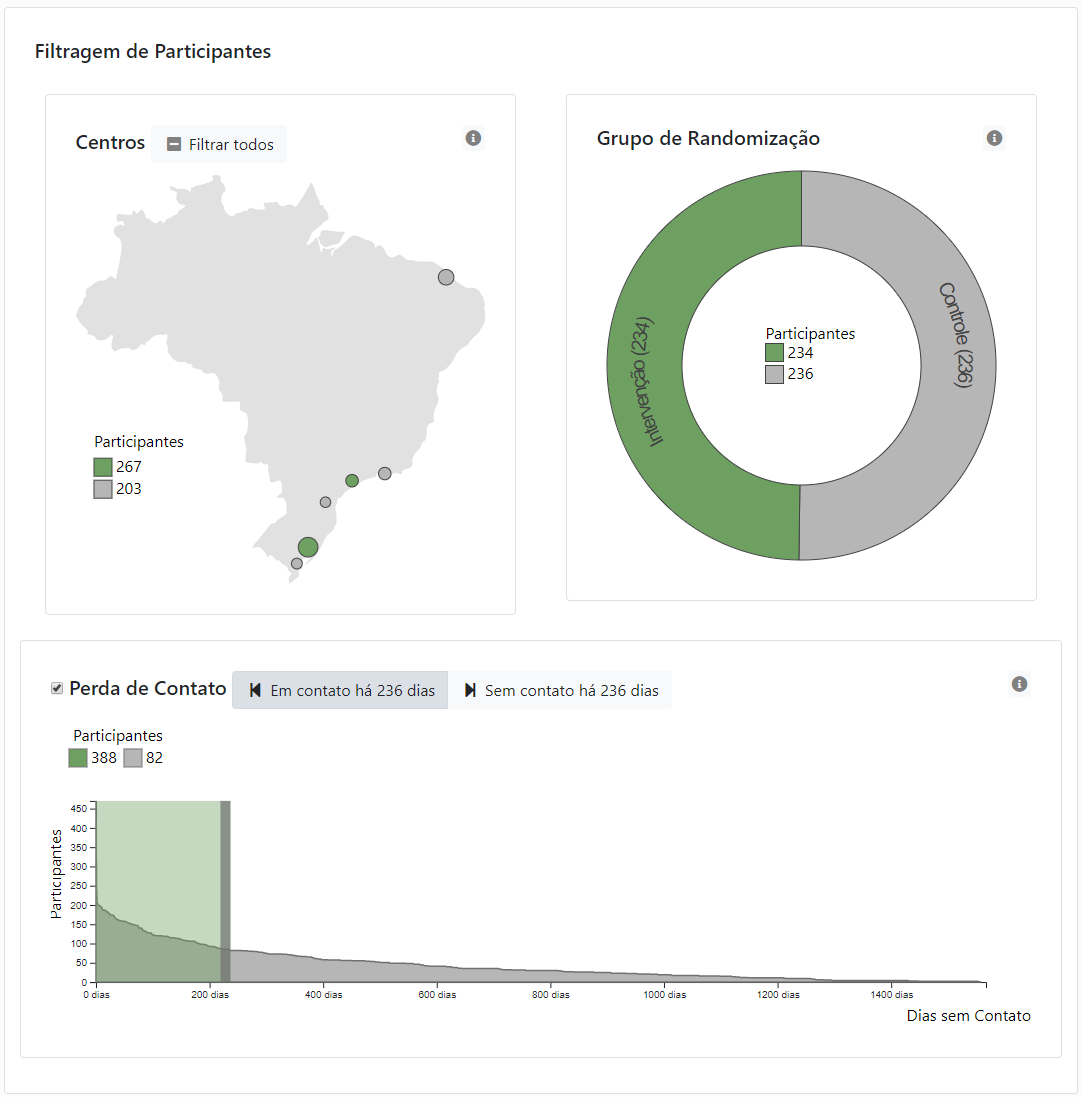 Filtragem de Participantes
Centros
Filtrar todos
Participantes
267
203
Grupo de Randomização
Intervenção (234)
Controle (236)
Participantes
234
236
Perda de Contato
Em contato há 236 dias
Sem contato há 236 dias
Participantes
388 82
Participantes
450
400
350
300
250
200
150
100
50
0
0 dias 200 dias 400 dias 600 dias 800 dias 1000 dias 1200 dias 1400 dias
Dias sem Contato